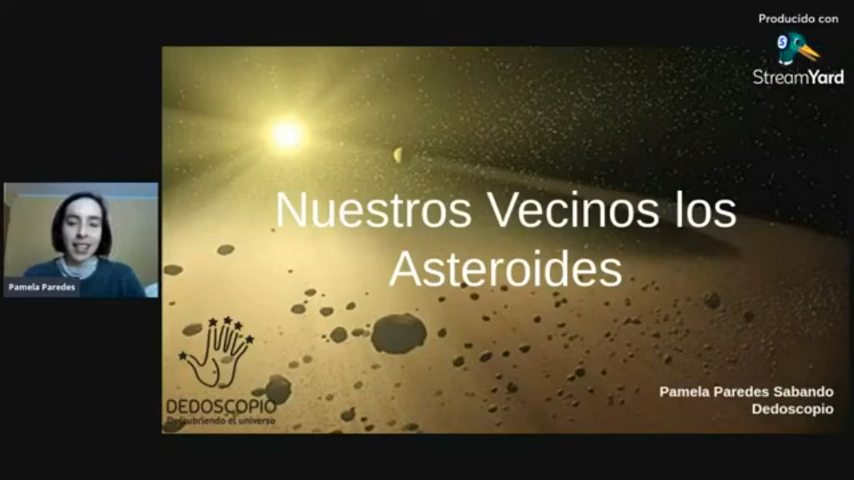 Producido con
StreamYard
Nuestros Vecinos los
Asteroides
Pamela Paredes
Pamela Paredes Sabando
Dedoscopio
DEDOSCOPIO
Descubriendo el universo